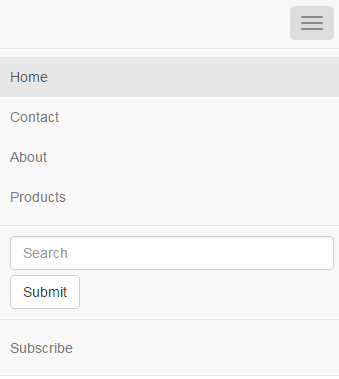 Home
Contact
About
Products
Search
Submit
Subscribe